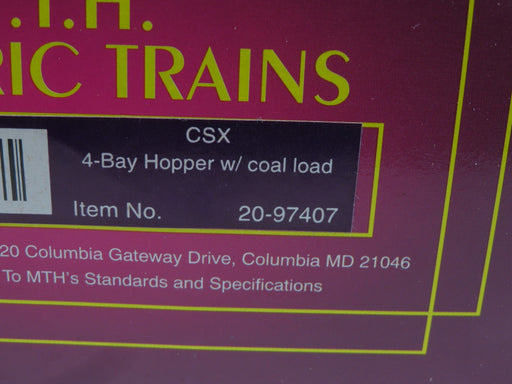 .T.H.
RIC TRAINS
CSX
4-Bay Hopper w/ coal load
Item No. 20-97407
20 Columbia Gateway Drive, Columbia MD 21046
To MTH's Standards and Specifications